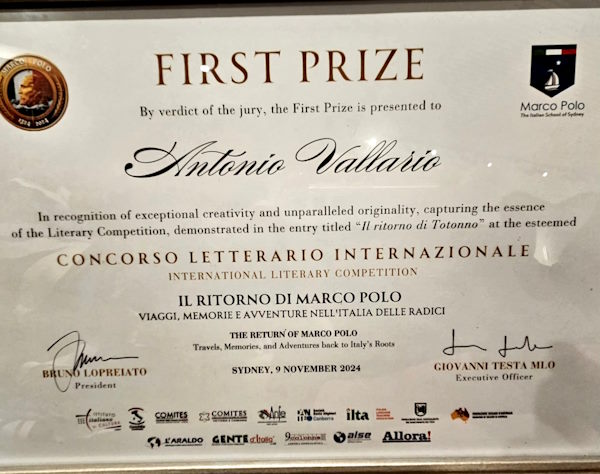 MARCO POLO
1324 2024
FIRST PRIZE
Marco Polo
The Italian School of Sydney
By verdict of the jury, the First Prize is presented to
Antonio Vallario
In recognition of exceptional creativity and unparalleled originality, capturing the essence
of the Literary Competition, demonstrated in the entry titled “Il ritorno di Totonno” at the esteemed
CONCORSO LETTERARIO INTERNAZIONALE
INTERNATIONAL LITERARY COMPETITION
IL RITORNO DI MARCO POLO
VIAGGI, MEMORIE E AVVENTURE NELL'ITALIA DELLE RADICI
THE RETURN OF MARCO POLO
Travels, Memories, and Adventures back to Italy's Roots
BRUNO LOPREIATO
President
SYDNEY, 9 NOVEMBER 2024
GIOVANNI TESTA MLO
Executive Officer
COMITES
COMITES
ilta
L'ARALDO
GENTE d'Italia
aise
Allora!